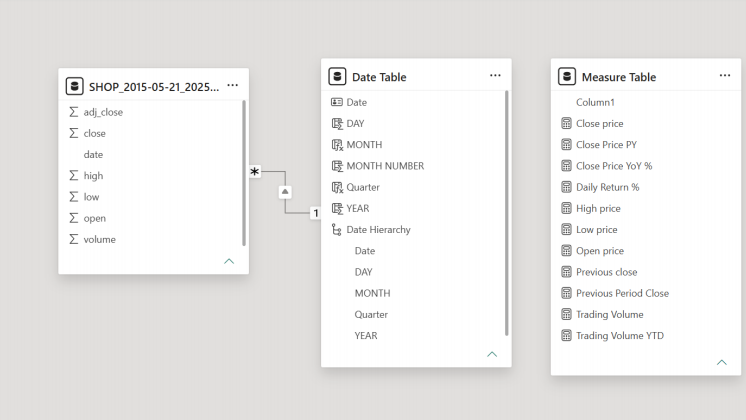 SHOP_2015-05-21_2025...
adj_close
close
date
high
low
open
volume
*
1
Date Table
Date
DAY
MONTH
MONTH NUMBER
Quarter
YEAR
Date Hierarchy
Date
DAY
MONTH
Quarter
YEAR
Measure Table
Column1
Close price
Close Price PY
Close Price YoY %
Daily Return %
High price
Low price
Open price
Previous close
Previous Period Close
Trading Volume
Trading Volume YTD